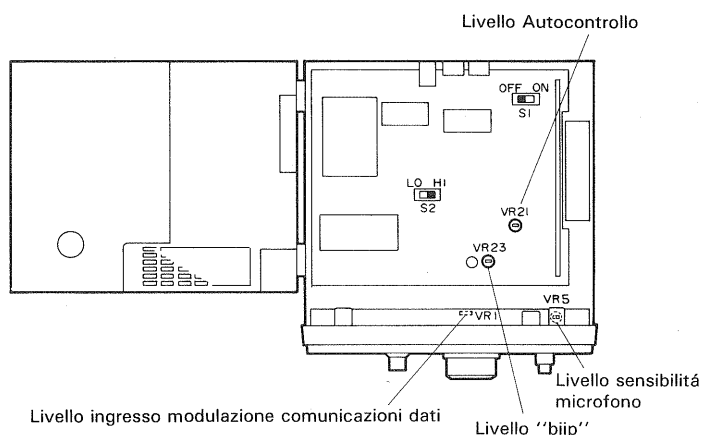 Livello Autocontrollo
OFF ON
S1
LO HI
S2
VR21
VR23
VR5
VR1
Livello sensibilitá
microfono
Livello ingresso modulazione comunicazioni dati
Livello ''biip''